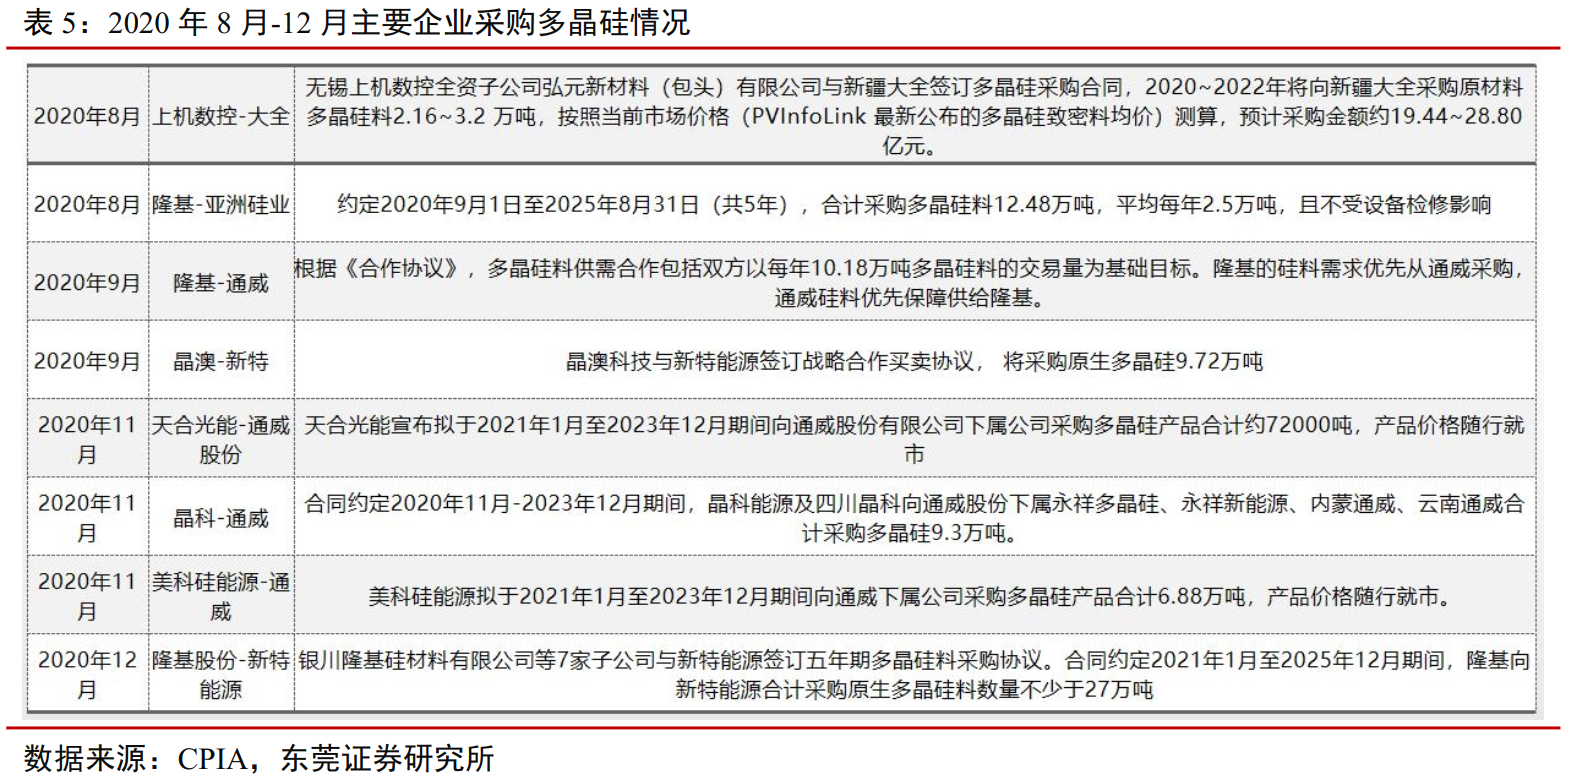 表 5：2020 年 8 月-12 月主要企业采购多晶硅情况
2020年8月
上机数控-大全
无锡上机数控全资子公司弘元新材料（包头）有限公司与新疆大全签订多晶硅采购合同，2020~2022年将向新疆大全采购原材料
多晶硅料2.16~3.2 万吨，按照当前市场价格（PVInfoLink 最新公布的多晶硅致密料均价）测算，预计采购金额约19.44~28.80
亿元。
2020年8月
隆基-亚洲硅业
约定2020年9月1日至2025年8月31日（共5年），合计采购多晶硅料12.48万吨，平均每年2.5万吨，且不受设备检修影响
2020年9月
隆基-通威
根据《合作协议》，多晶硅料供需合作包括双方以每年10.18万吨多晶硅料的交易量为基础目标。隆基的硅料需求优先从通威采购，
通威硅料优先保障供给隆基。
2020年9月
晶澳-新特
晶澳科技与新特能源签订战略合作买卖协议， 将采购原生多晶硅9.72万吨
2020年11
月
天合光能-通威
股份
天合光能宣布拟于2021年1月至2023年12月期间向通威股份有限公司下属公司采购多晶硅产品合计约72000吨，产品价格随行就
市
2020年11
月
晶科-通威
合同约定2020年11月-2023年12月期间，晶科能源及四川晶科向通威股份下属永祥多晶硅、永祥新能源、内蒙通威、云南通威合
计采购多晶硅9.3万吨。
2020年11
月
美科硅能源-通
威
美科硅能源拟于2021年1月至2023年12月期间向通威下属公司采购多晶硅产品合计6.88万吨，产品价格随行就市。
2020年12
月
隆基股份-新特
能源
银川隆基硅材料有限公司等7家子公司与新特能源签订五年期多晶硅料采购协议。合同约定2021年1月至2025年12月期间，隆基向
新特能源合计采购原生多晶硅料数量不少于27万吨
数据来源：CPIA，东莞证券研究所